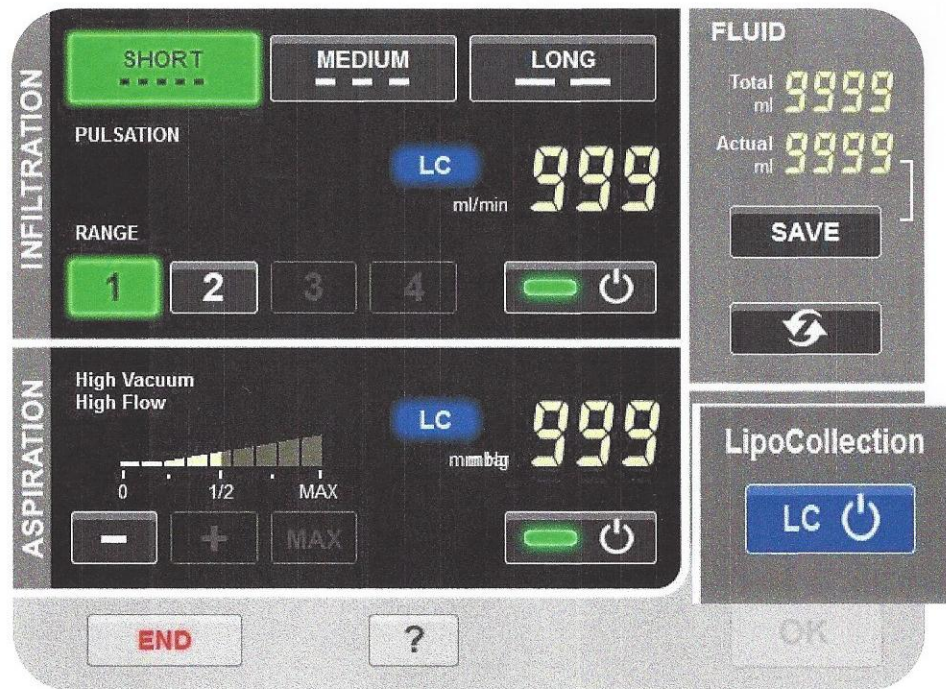 INFILTRATION
SHORT
MEDIUM
LONG
PULSATION
LC
999
ml/min
RANGE
1
2
3
4
FLUID
Total
ml
9999
Actual
ml
9999
SAVE
ASPIRATION
High Vacuum
High Flow
LC
999
0
1/2
MAX
-
+
MAX
LipoCollection
LC
END
?
OK